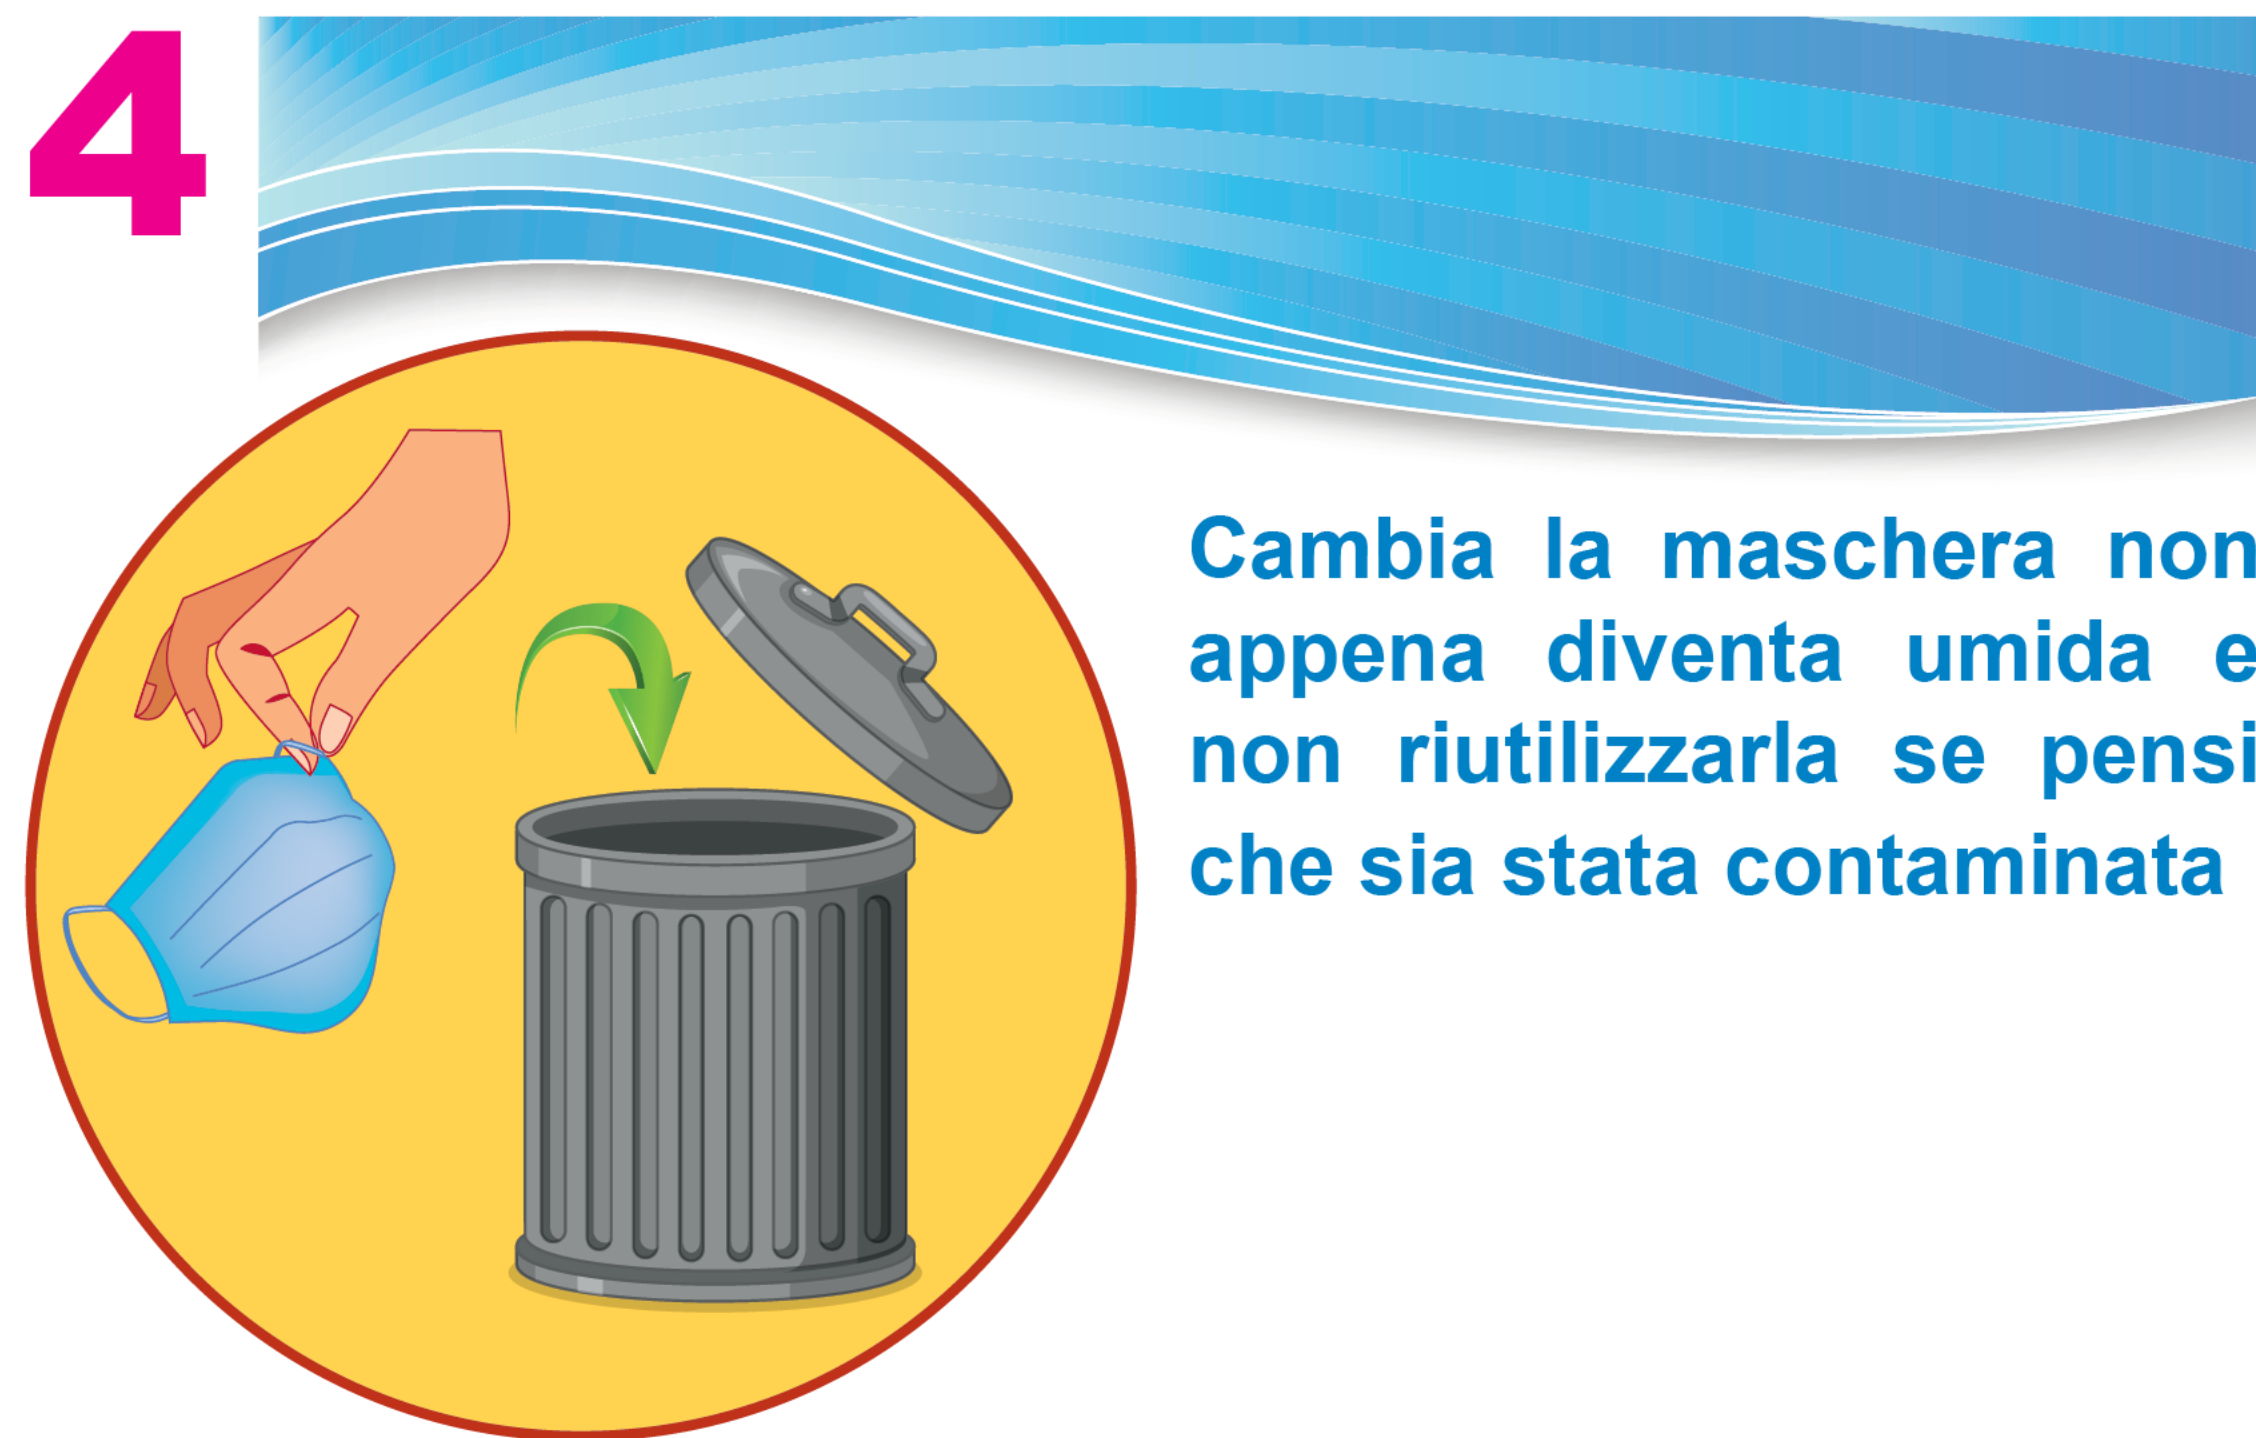 4
Cambia la maschera non
appena diventa umida e
non riutilizzarla se pensi
che sia stata contaminata